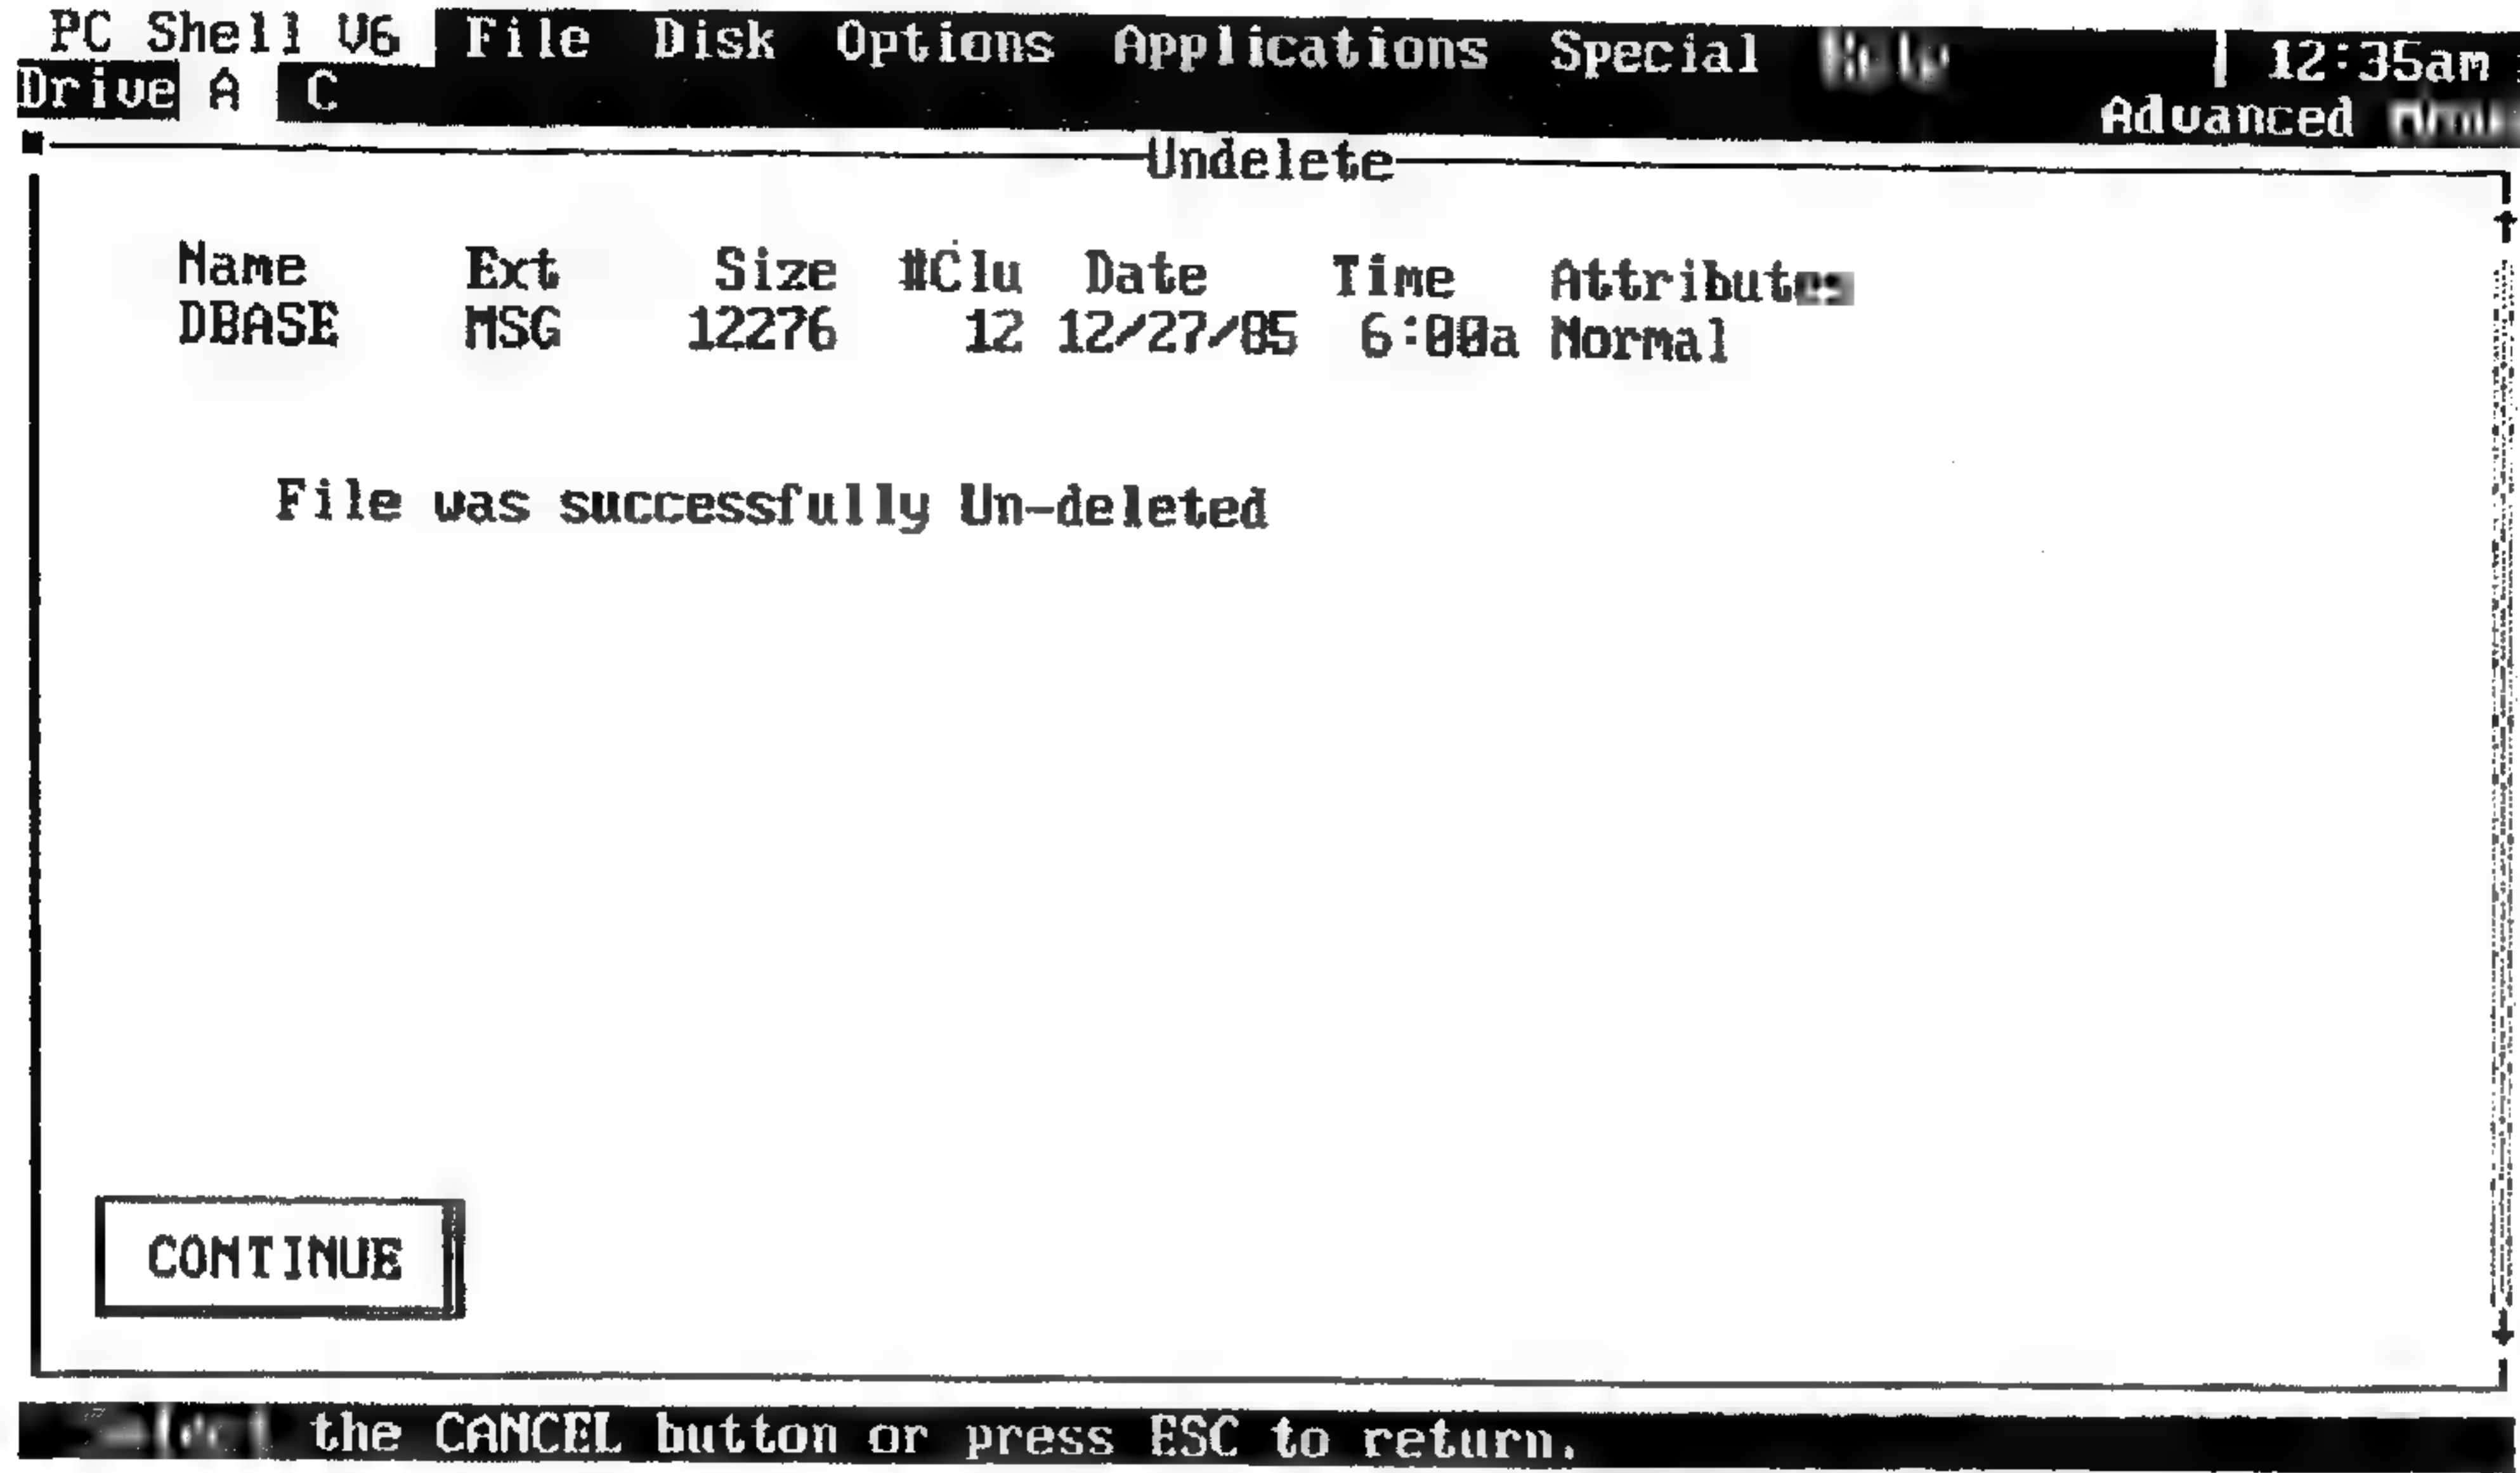 PC Shell V6 File Disk Options Applications Special | 12:35am
Drive A C Advanced
Undelete
Name Ext Size #Clu Date Time Attributes
DBASE MSG 12276 12 12/27/85 6:00a Normal
File was successfully Un-deleted
CONTINUE
the CANCEL button or press ESC to return.